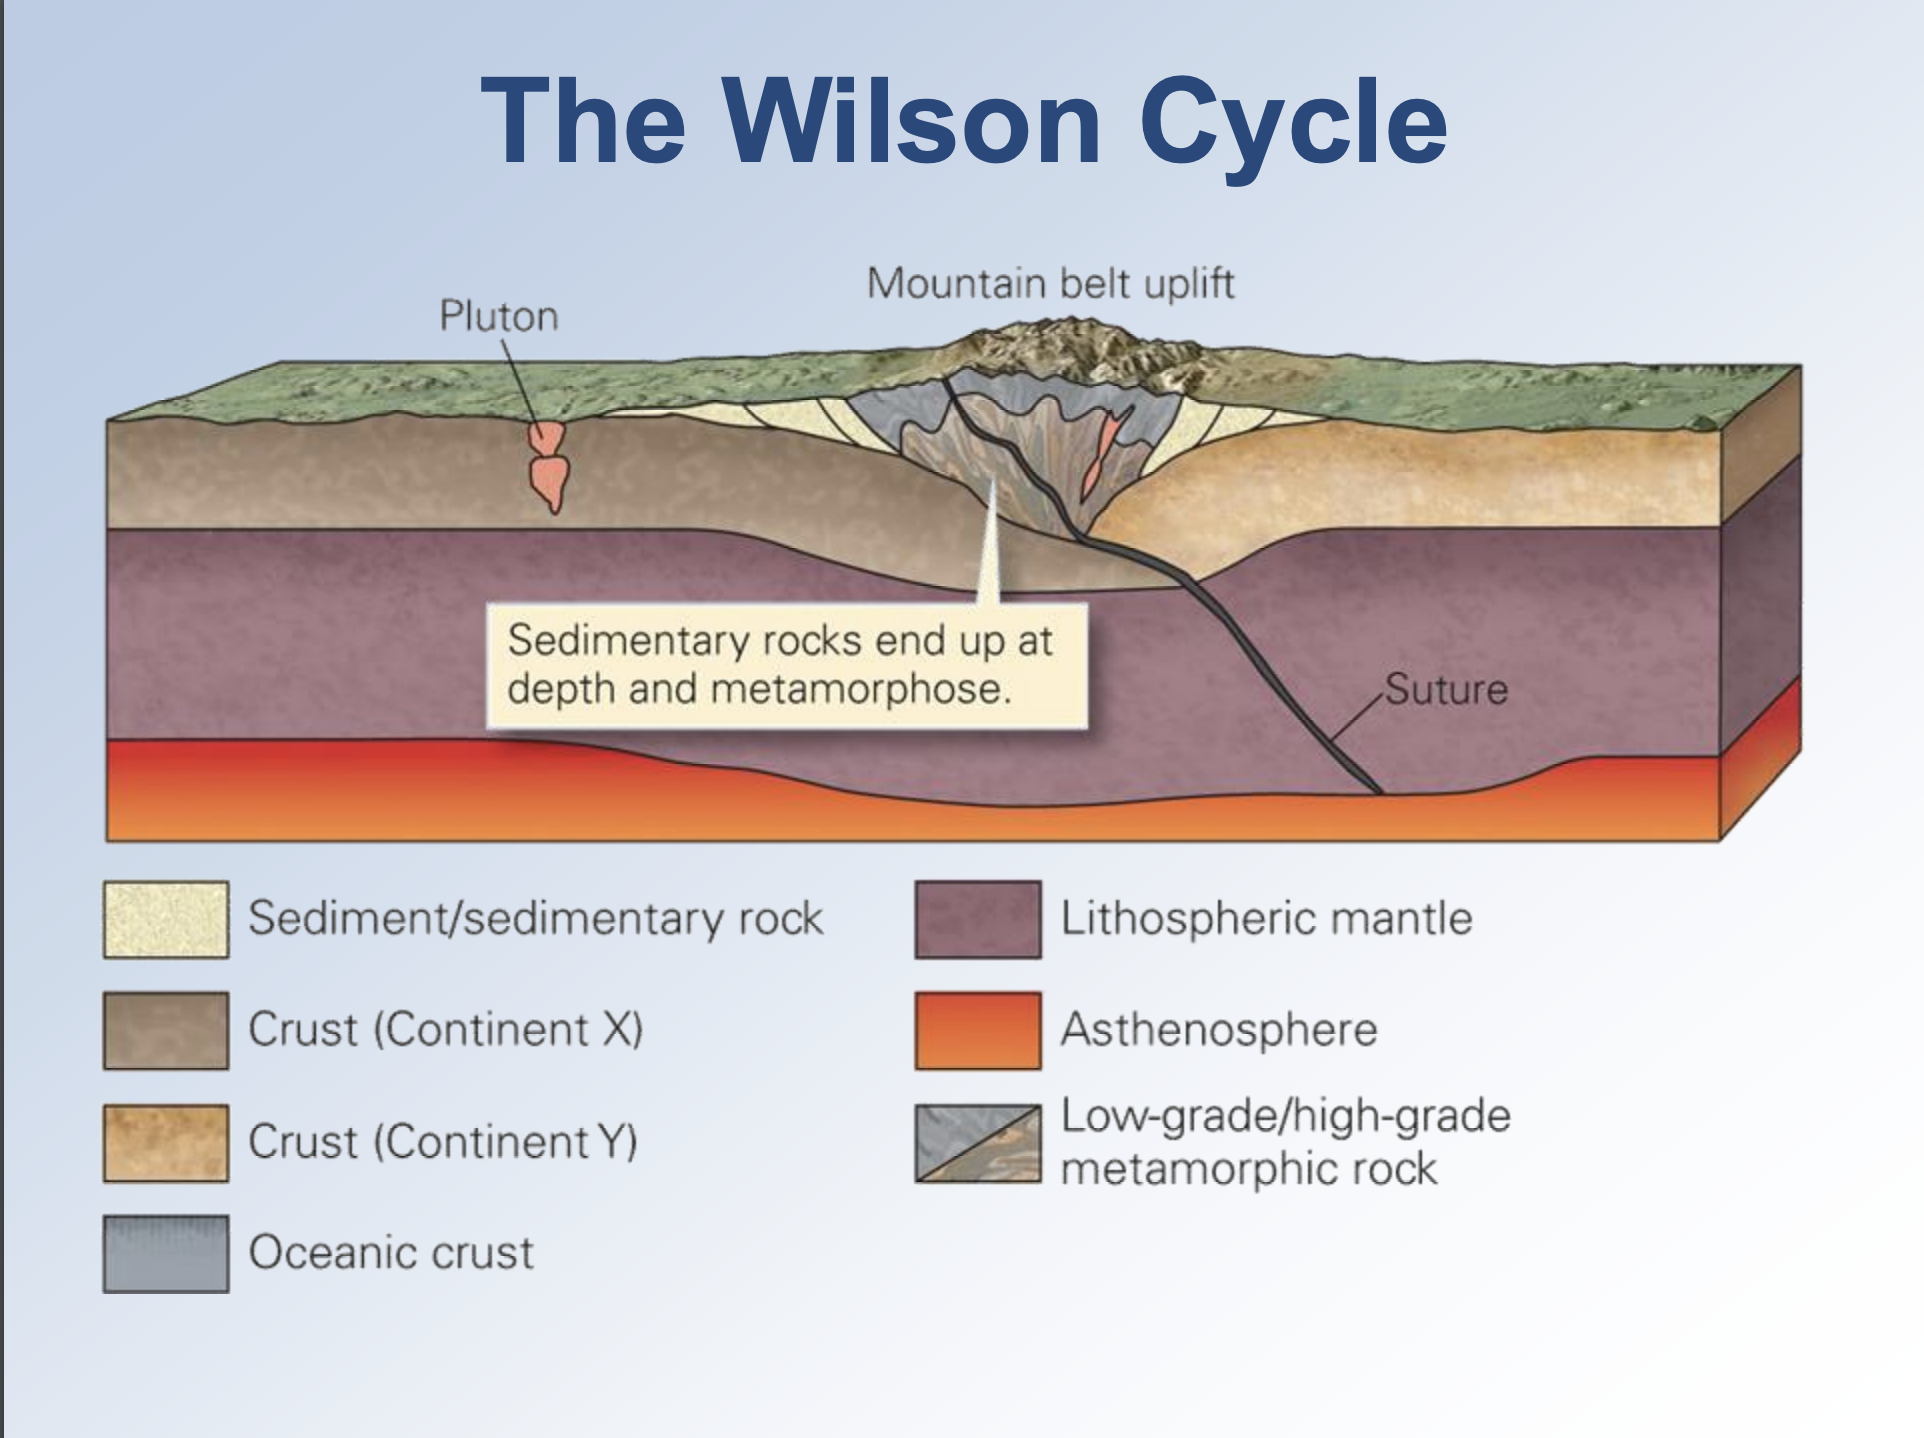 The Wilson Cycle
Mountain belt uplift
Pluton
Sedimentary rocks end up at
depth and metamorphose.
Suture
Sediment/sedimentary rock
Crust (Continent X)
Crust (Continent Y)
Oceanic crust
Lithospheric mantle
Asthenosphere
Low-grade/high-grade
metamorphic rock